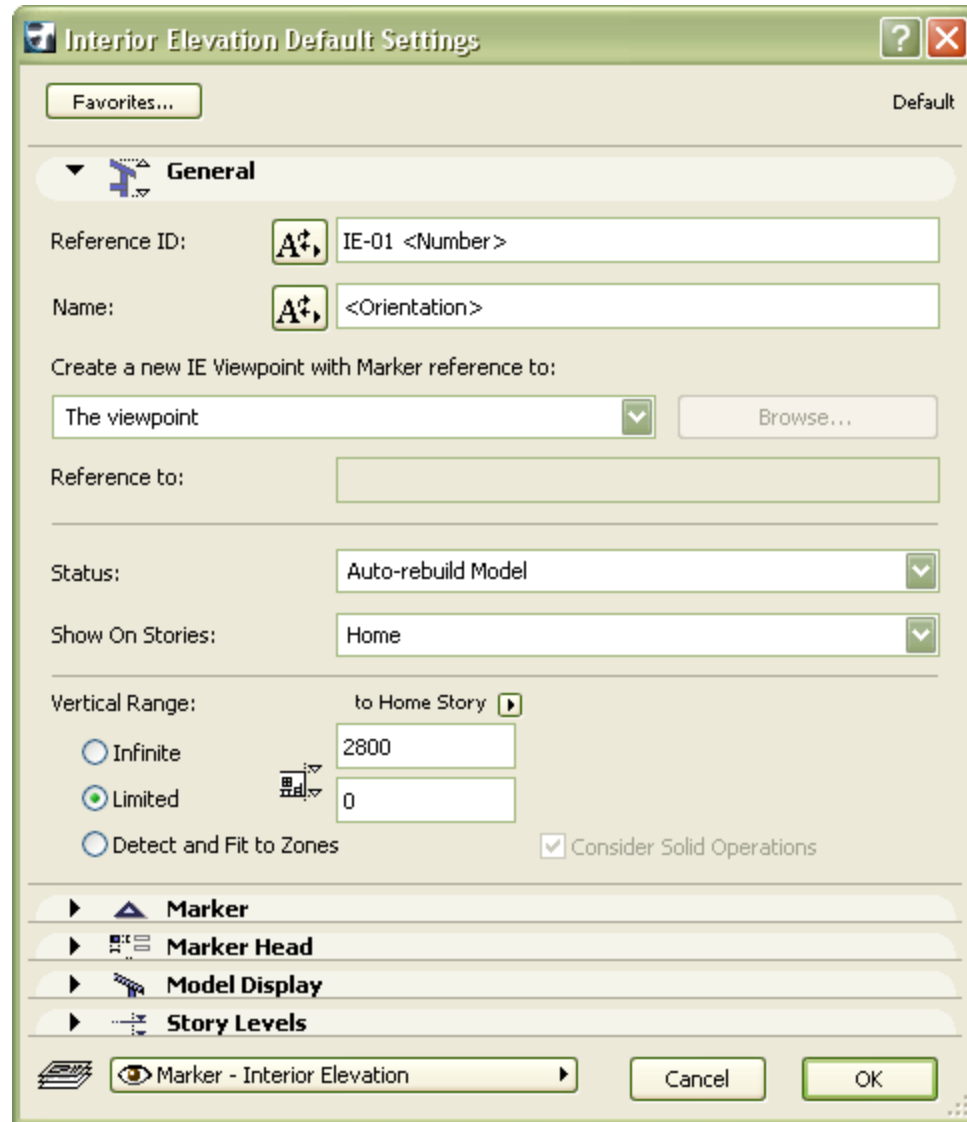 Interior Elevation Default Settings
Favorites...
Default
General
Reference ID:
IE-01 <Number>
Name:
<Orientation>
Create a new IE Viewpoint with Marker reference to:
The viewpoint
Browse...
Reference to:
Status:
Auto-rebuild Model
Show On Stories:
Home
Vertical Range:
to Home Story
Infinite
2800
Limited
0
Detect and Fit to Zones
Consider Solid Operations
Marker
Marker Head
Model Display
Story Levels
Marker - Interior Elevation
Cancel
OK